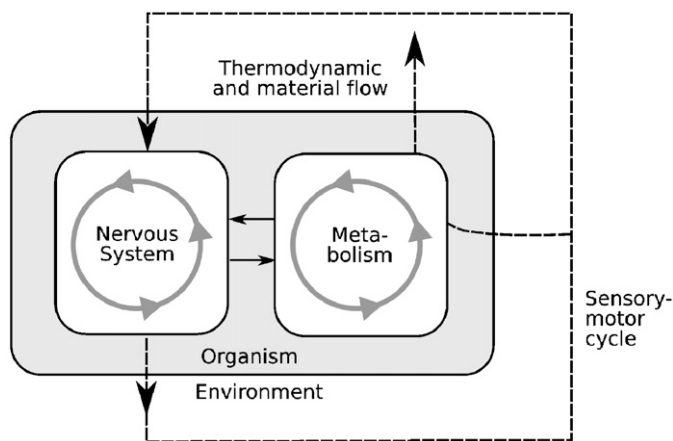 Thermodynamic
and material flow
Nervous
System
Meta-
bolism
Sensory-
motor
cycle
Organism
Environment